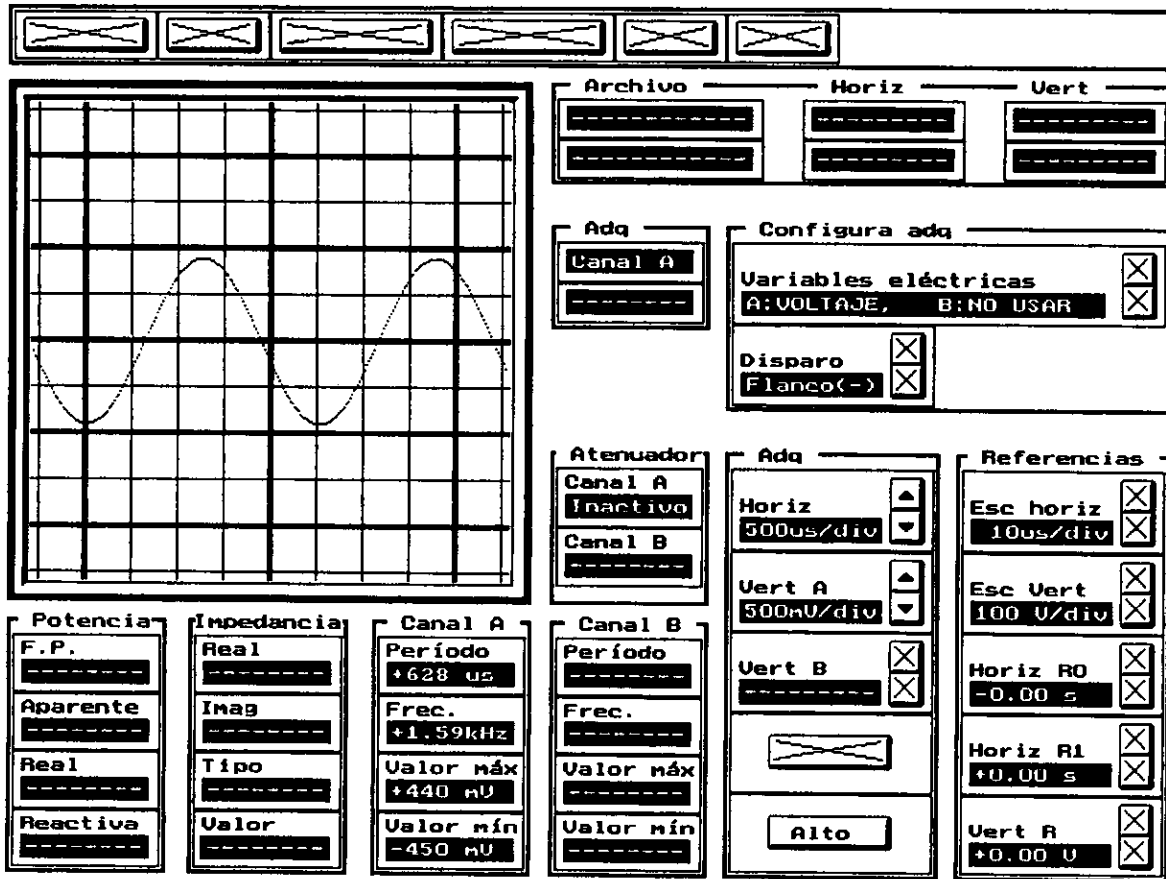 Archivo
Horiz
Vert
Adq
Canal A
Configura adq
Variables eléctricas
A:VOLTAJE, B:NO USAR
Disparo
Flanco(-)
Atenuador
Canal A
Inactivo
Canal B
Adq
Horiz
500us/div
Vert A
500mV/div
Vert B
Alto
Referencias
Esc horiz
10us/div
Esc Vert
100 V/div
Horiz R0
-0.00 s
Horiz R1
+0.00 s
Vert R
+0.00 V
Potencia
F.P.
Aparente
Real
Reactiva
Impedancia
Real
Imag
Tipo
Valor
Canal A
Período
+628 us
Frec.
+1.59kHz
Valor máx
+440 mV
Valor mín
-450 mV
Canal B
Período
Frec.
Valor máx
Valor mín